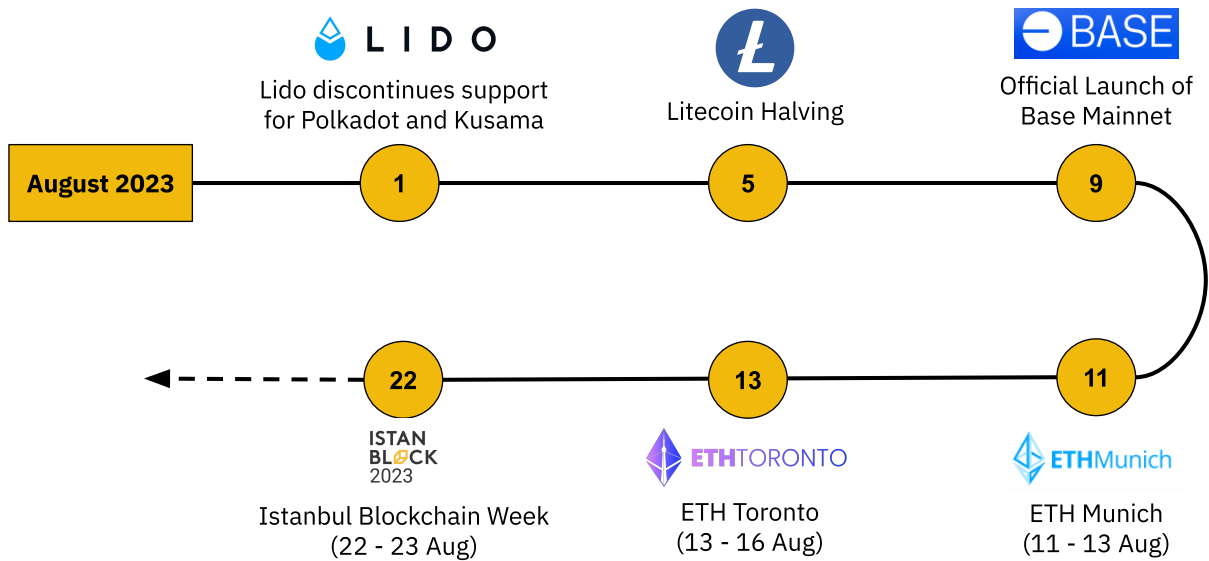 LIDO
Lido discontinues support
for Polkadot and Kusama
Litecoin Halving
BASE
Official Launch of
Base Mainnet
August 2023
1
5
9
22
13
11
ISTAN
BLOCK
2023
Istanbul Blockchain Week
(22 - 23 Aug)
ETHTORONTO
ETH Toronto
(13 - 16 Aug)
ETHMunich
ETH Munich
(11 - 13 Aug)